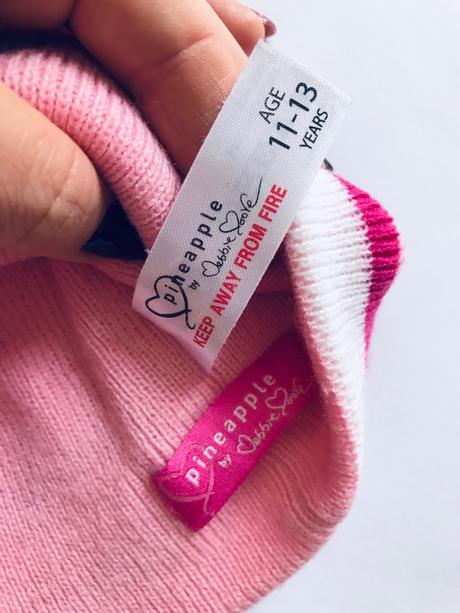 AGE
11-13
YEARS
pineapple
by Debbie Moore
KEEP AWAY FROM FIRE
pineapple
by Debbie Moore